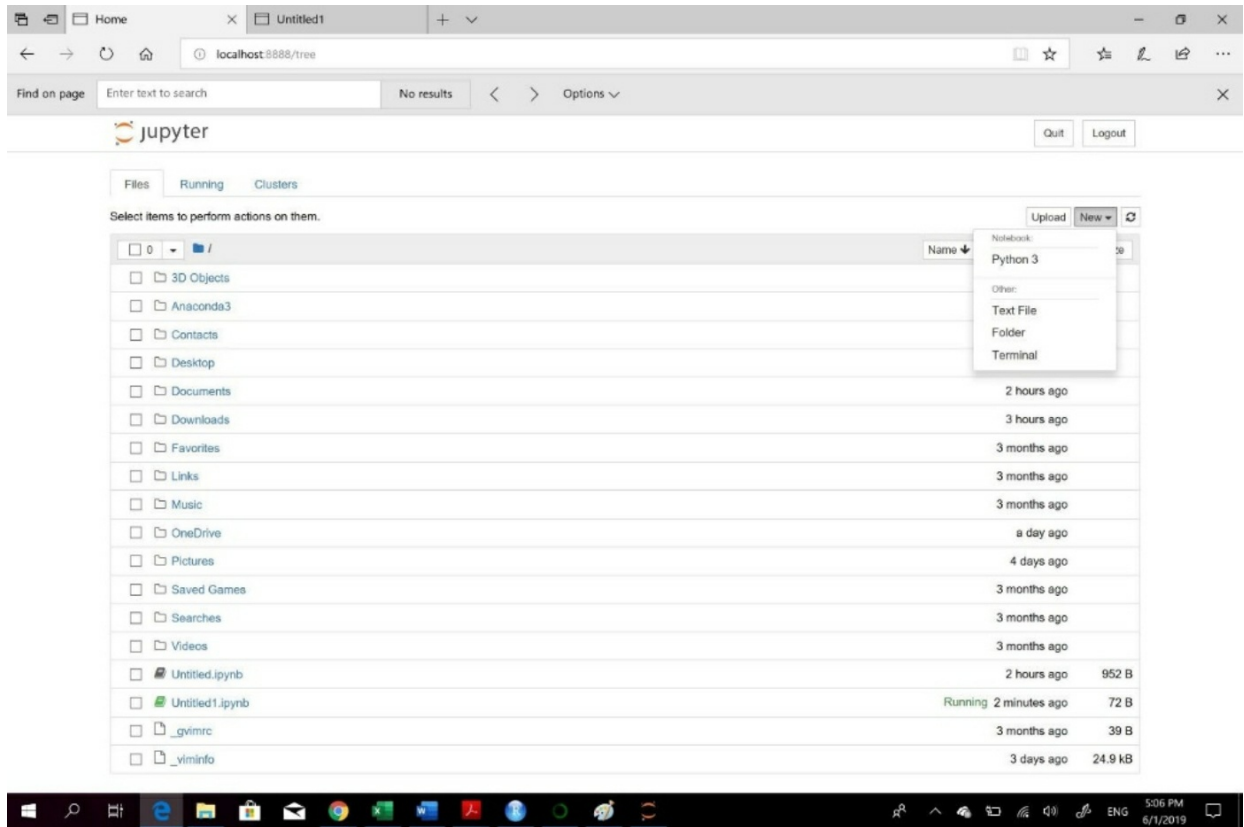 Home Untitled1
localhost:8888/tree
Find on page Enter text to search No results Options
jupyter Quit Logout
Files Running Clusters
Select items to perform actions on them. Upload New
0 / Name
Notebook:
Python 3
Other:
Text File
Folder
Terminal
3D Objects
Anaconda3
Contacts
Desktop
Documents 2 hours ago
Downloads 3 hours ago
Favorites 3 months ago
Links 3 months ago
Music 3 months ago
OneDrive a day ago
Pictures 4 days ago
Saved Games 3 months ago
Searches 3 months ago
Videos 3 months ago
Untitled.ipynb 2 hours ago 952 B
Untitled1.ipynb Running 2 minutes ago 72 B
_gvimrc 3 months ago 39 B
_viminfo 3 days ago 24.9 kB
ENG 5:06 PM
6/1/2019